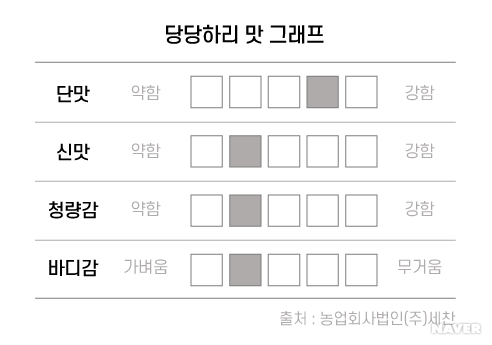 당당하리 맛 그래프
단맛 약함 강함
신맛 약함 강함
청량감 약함 강함
바디감 가벼움 무거움
출처 : 농업회사법인(주)세찬
NAVER